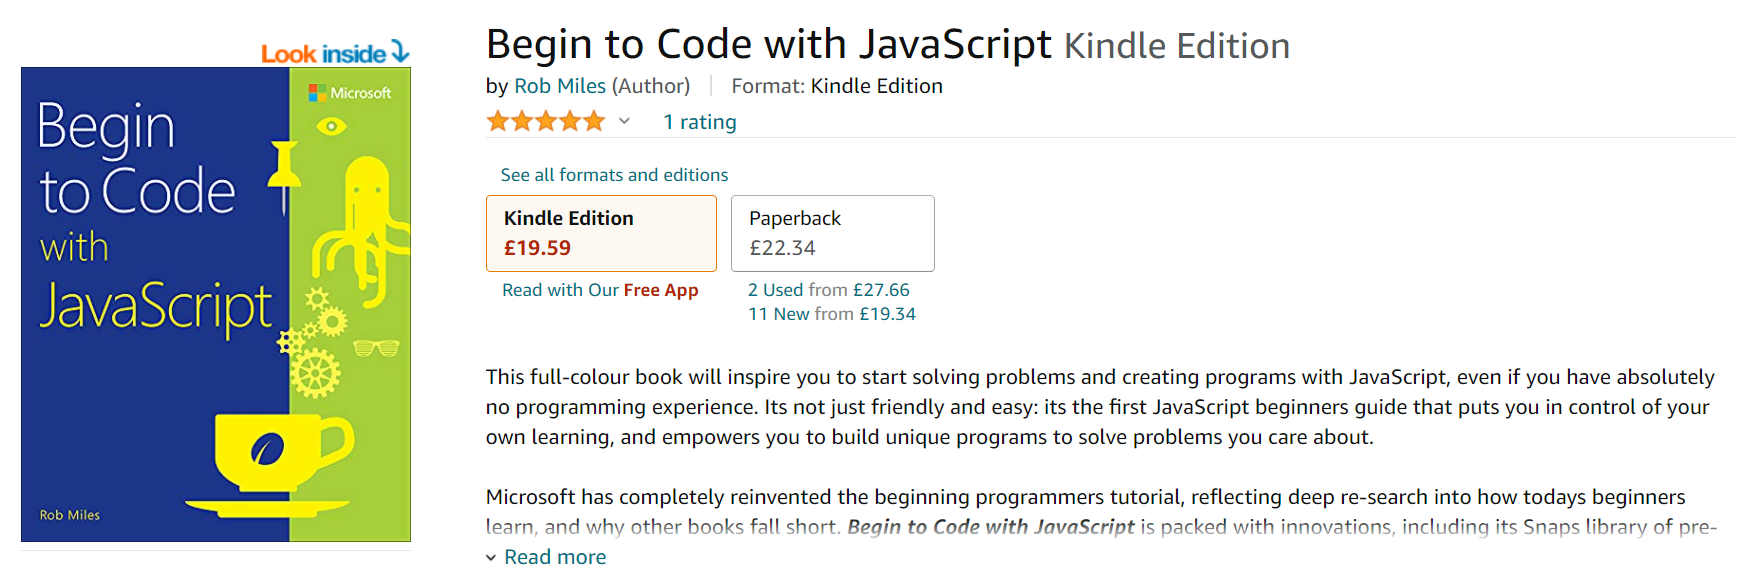 Look inside
Microsoft
Begin
to Code
with
JavaScript
Rob Miles
Begin to Code with JavaScript Kindle Edition
by Rob Miles (Author) Format: Kindle Edition
1 rating
See all formats and editions
Kindle Edition
£19.59
Read with Our Free App
Paperback
£22.34
2 Used from £27.66
11 New from £19.34
This full-colour book will inspire you to start solving problems and creating programs with JavaScript, even if you have absolutely
no programming experience. Its not just friendly and easy: its the first JavaScript beginners guide that puts you in control of your
own learning, and empowers you to build unique programs to solve problems you care about.
Microsoft has completely reinvented the beginning programmers tutorial, reflecting deep re-search into how todays beginners
learn, and why other books fall short. Begin to Code with JavaScript is packed with innovations, including its Snaps library of pre-
Read more